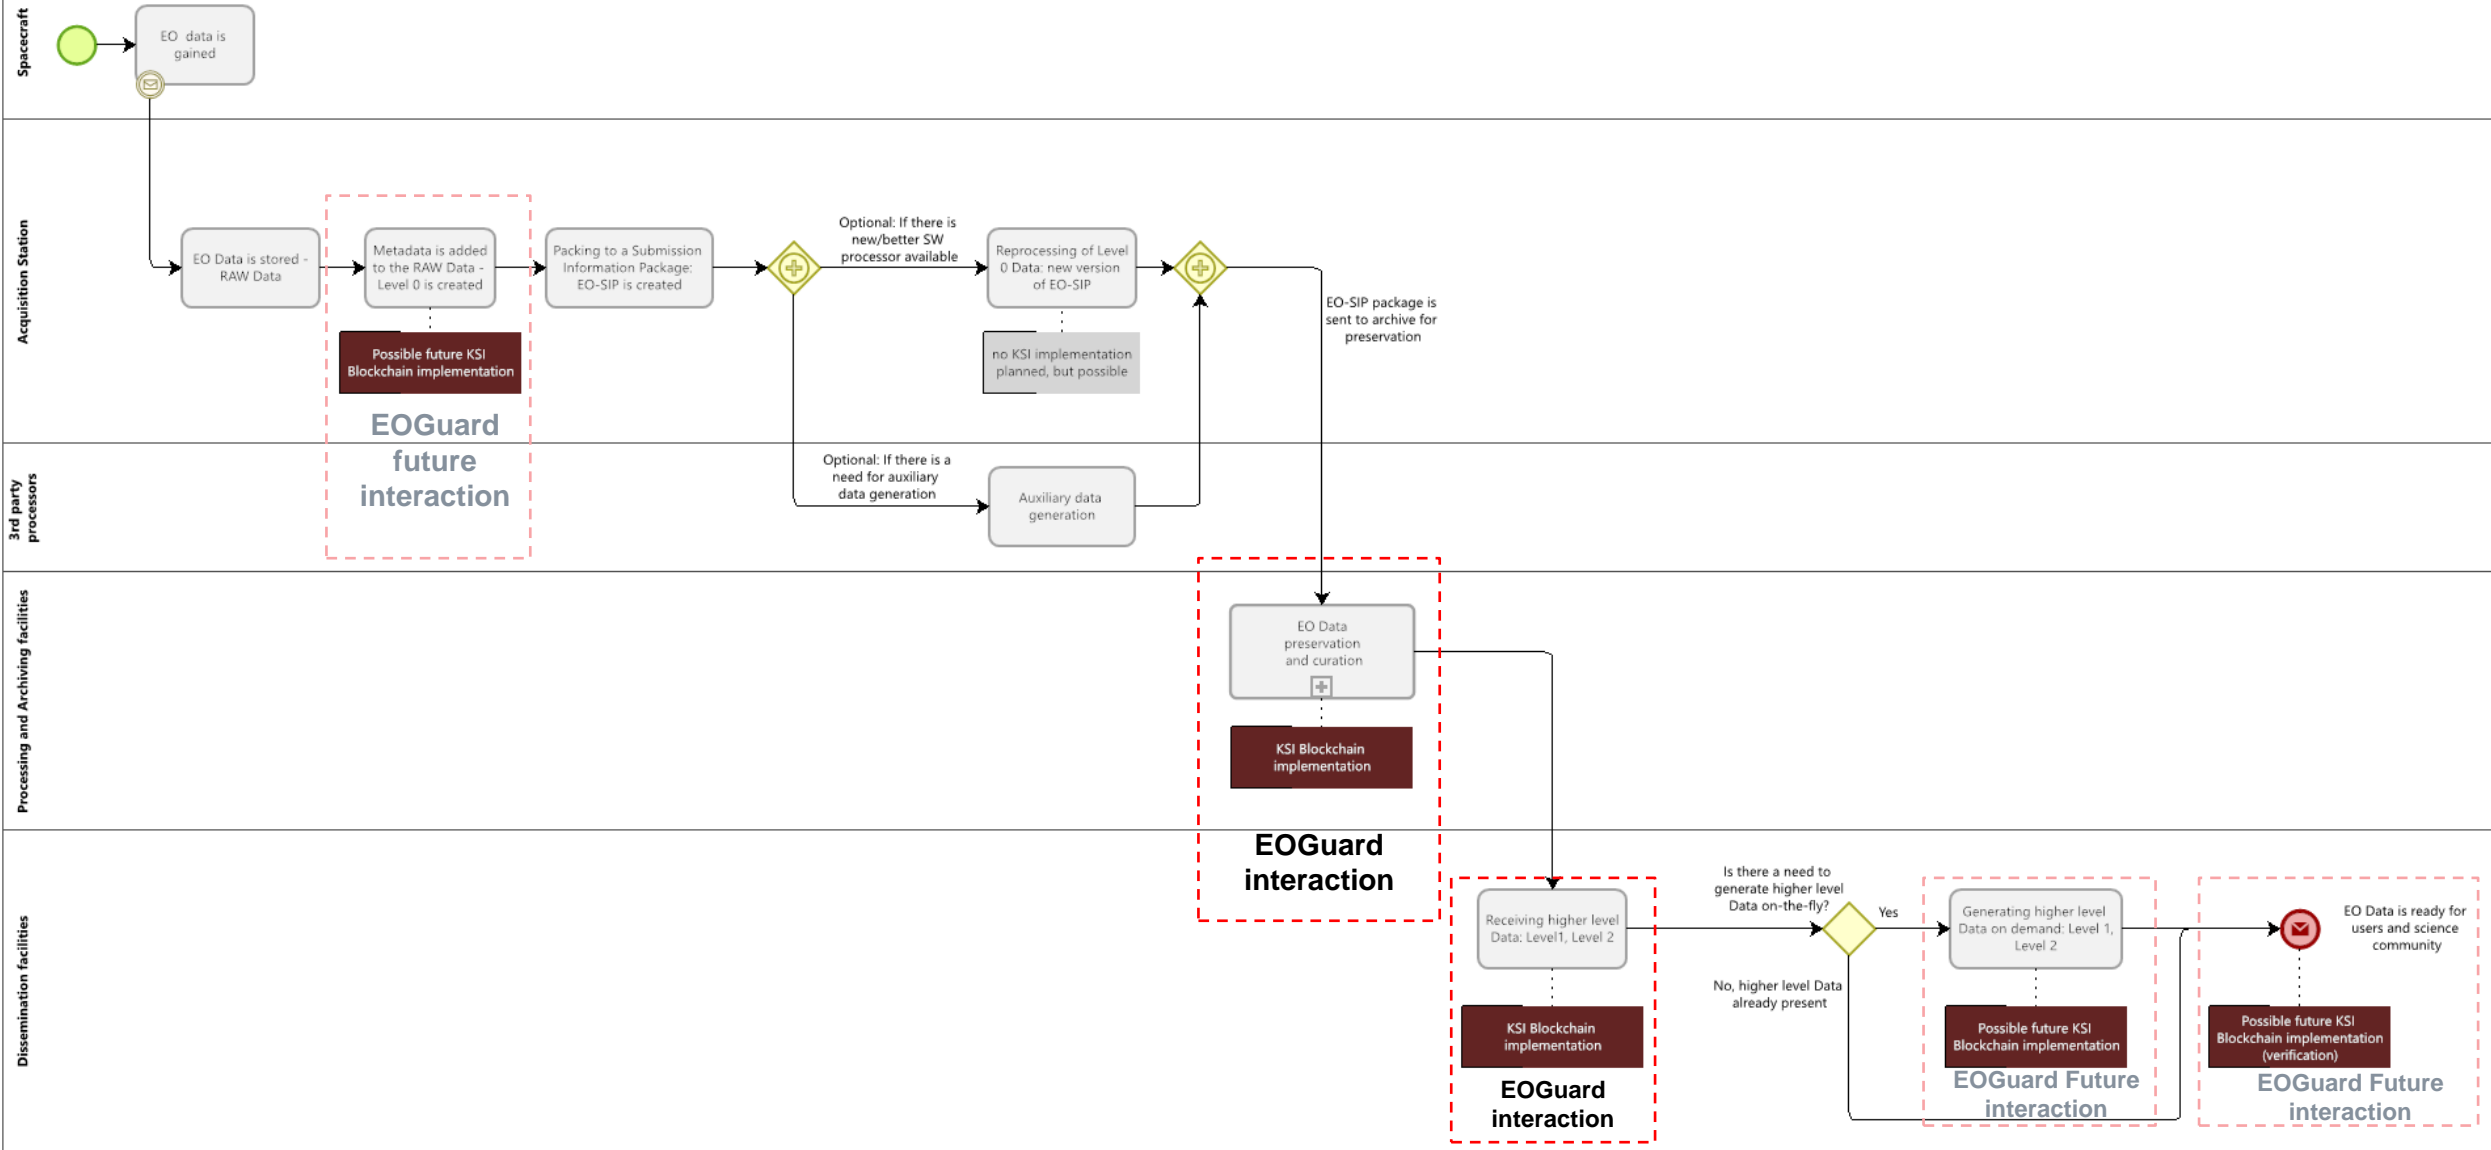 Spacecraft
EO data is
gained
Acquisition Station
EO Data is stored -
RAW Data
Metadata is added
to the RAW Data -
Level 0 is created
Possible future KSI
Blockchain implementation
EOGuard
future
interaction
Packing to a Submission
Information Package:
EO-SIP is created
Optional: If there is
new/better SW
processor available
Reprocessing of Level
0 Data: new version
of EO-SIP
no KSI implementation
planned, but possible
EO-SIP package is
sent to archive for
preservation
3rd party
processors
Optional: If there is a
need for auxiliary
data generation
Auxiliary data
generation
Processing and Archiving facilities
EO Data
preservation
and curation
KSI Blockchain
implementation
EOGuard
interaction
Dissemination facilities
Receiving higher level
Data: Level1, Level 2
KSI Blockchain
implementation
EOGuard
interaction
Is there a need to
generate higher level
Data on-the-fly?
Yes
No, higher level Data
already present
Generating higher level
Data on demand: Level 1,
Level 2
Possible future KSI
Blockchain implementation
EOGuard Future
interaction
EO Data is ready for
users and science
community
Possible future KSI
Blockchain implementation
(verification)
EOGuard Future
interaction